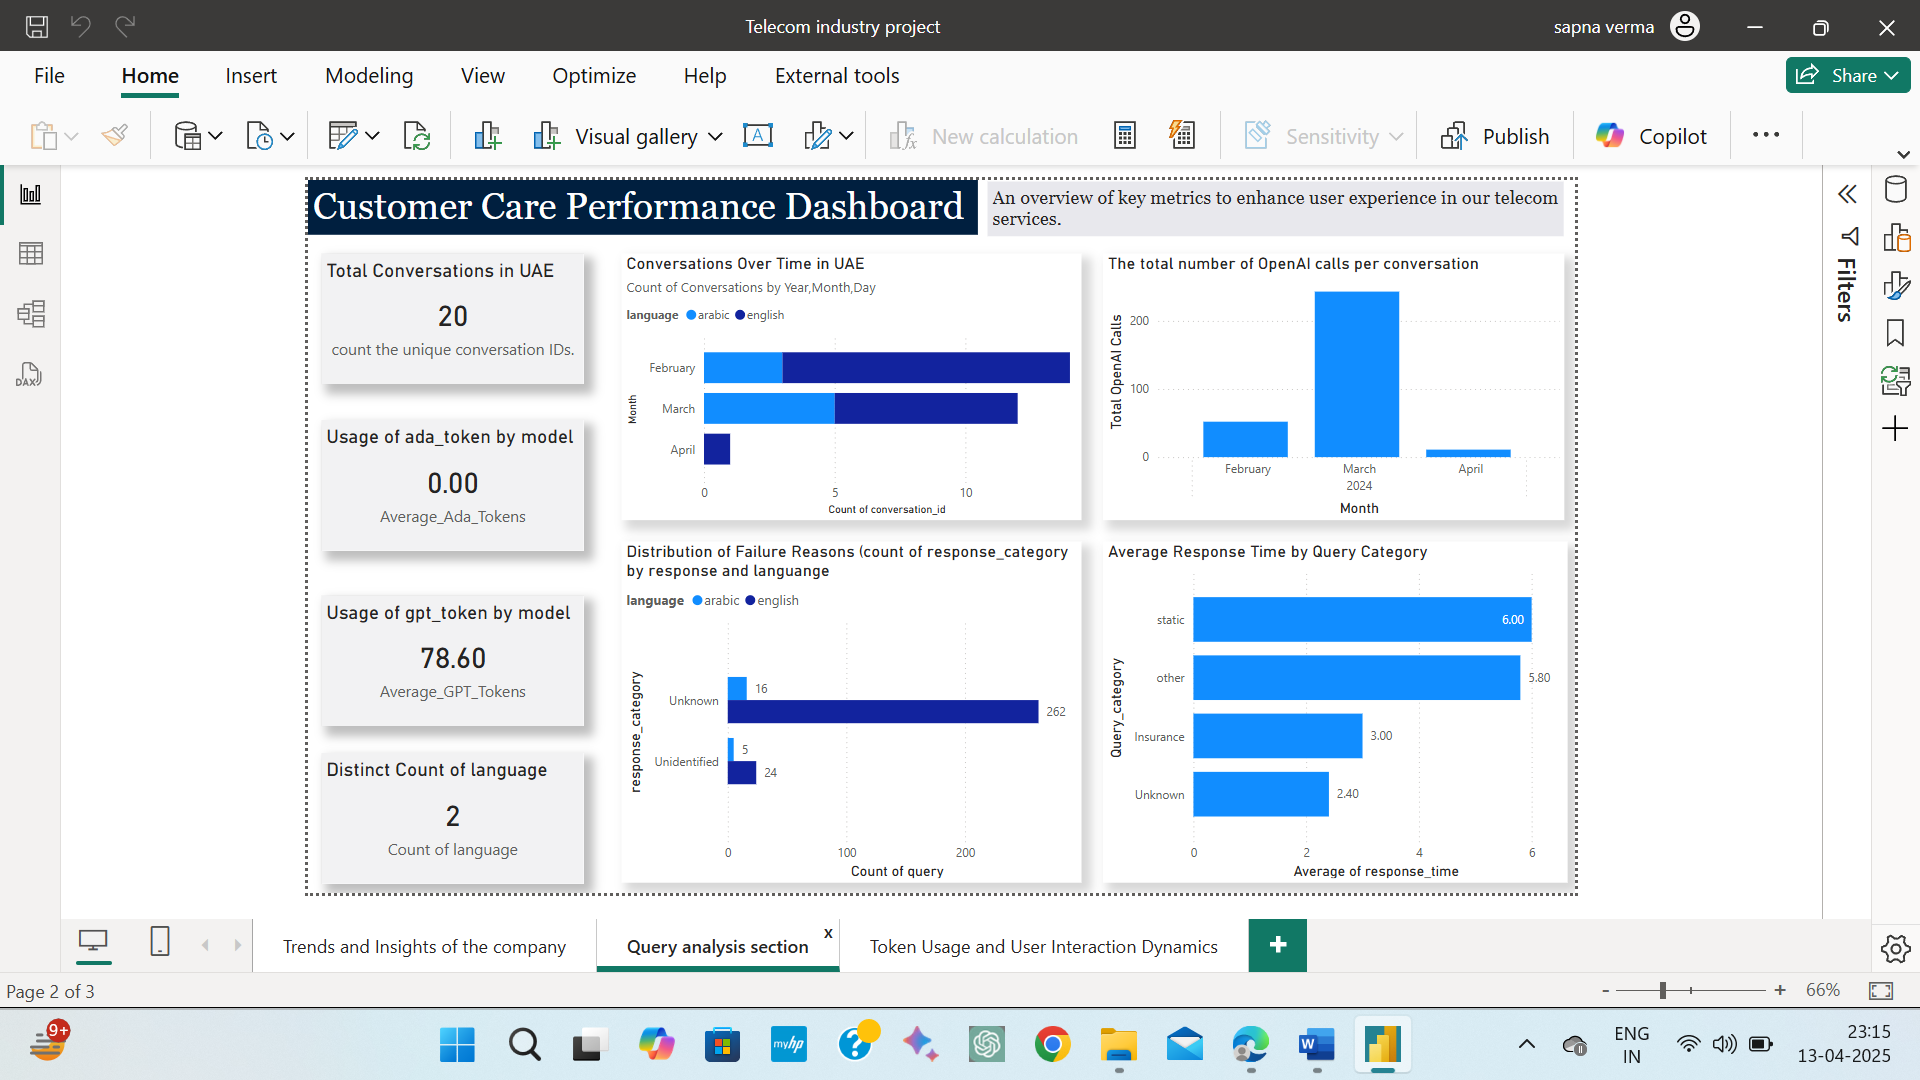 Telecom industry project
sapna verma
File
Home
Insert
Modeling
View
Optimize
Help
External tools
Share
Visual gallery
New calculation
Sensitivity
Publish
Copilot
Customer Care Performance Dashboard
An overview of key metrics to enhance user experience in our telecom
services.
Total Conversations in UAE
20
count the unique conversation IDs.
Usage of ada_token by model
0.00
Average_Ada_Tokens
Usage of gpt_token by model
78.60
Average_GPT_Tokens
Distinct Count of language
2
Count of language
Conversations Over Time in UAE
Count of Conversations by Year,Month,Day
language arabic english
Month
February
March
April
0 5 10
Count of conversation_id
The total number of OpenAI calls per conversation
Total OpenAI Calls
200
100
0
February March April
2024
Month
Distribution of Failure Reasons (count of response_category
by response and languange
language arabic english
response_category
Unknown
16
262
Unidentified
5
24
0 100 200
Count of query
Average Response Time by Query Category
Query_category
static 6.00
other 5.80
Insurance 3.00
Unknown 2.40
0 2 4 6
Average of response_time
Filters
DAX
Trends and Insights of the company
Query analysis section
x
Token Usage and User Interaction Dynamics
+
Page 2 of 3
- + 66%
9+
myhp
ENG
IN
23:15
13-04-2025